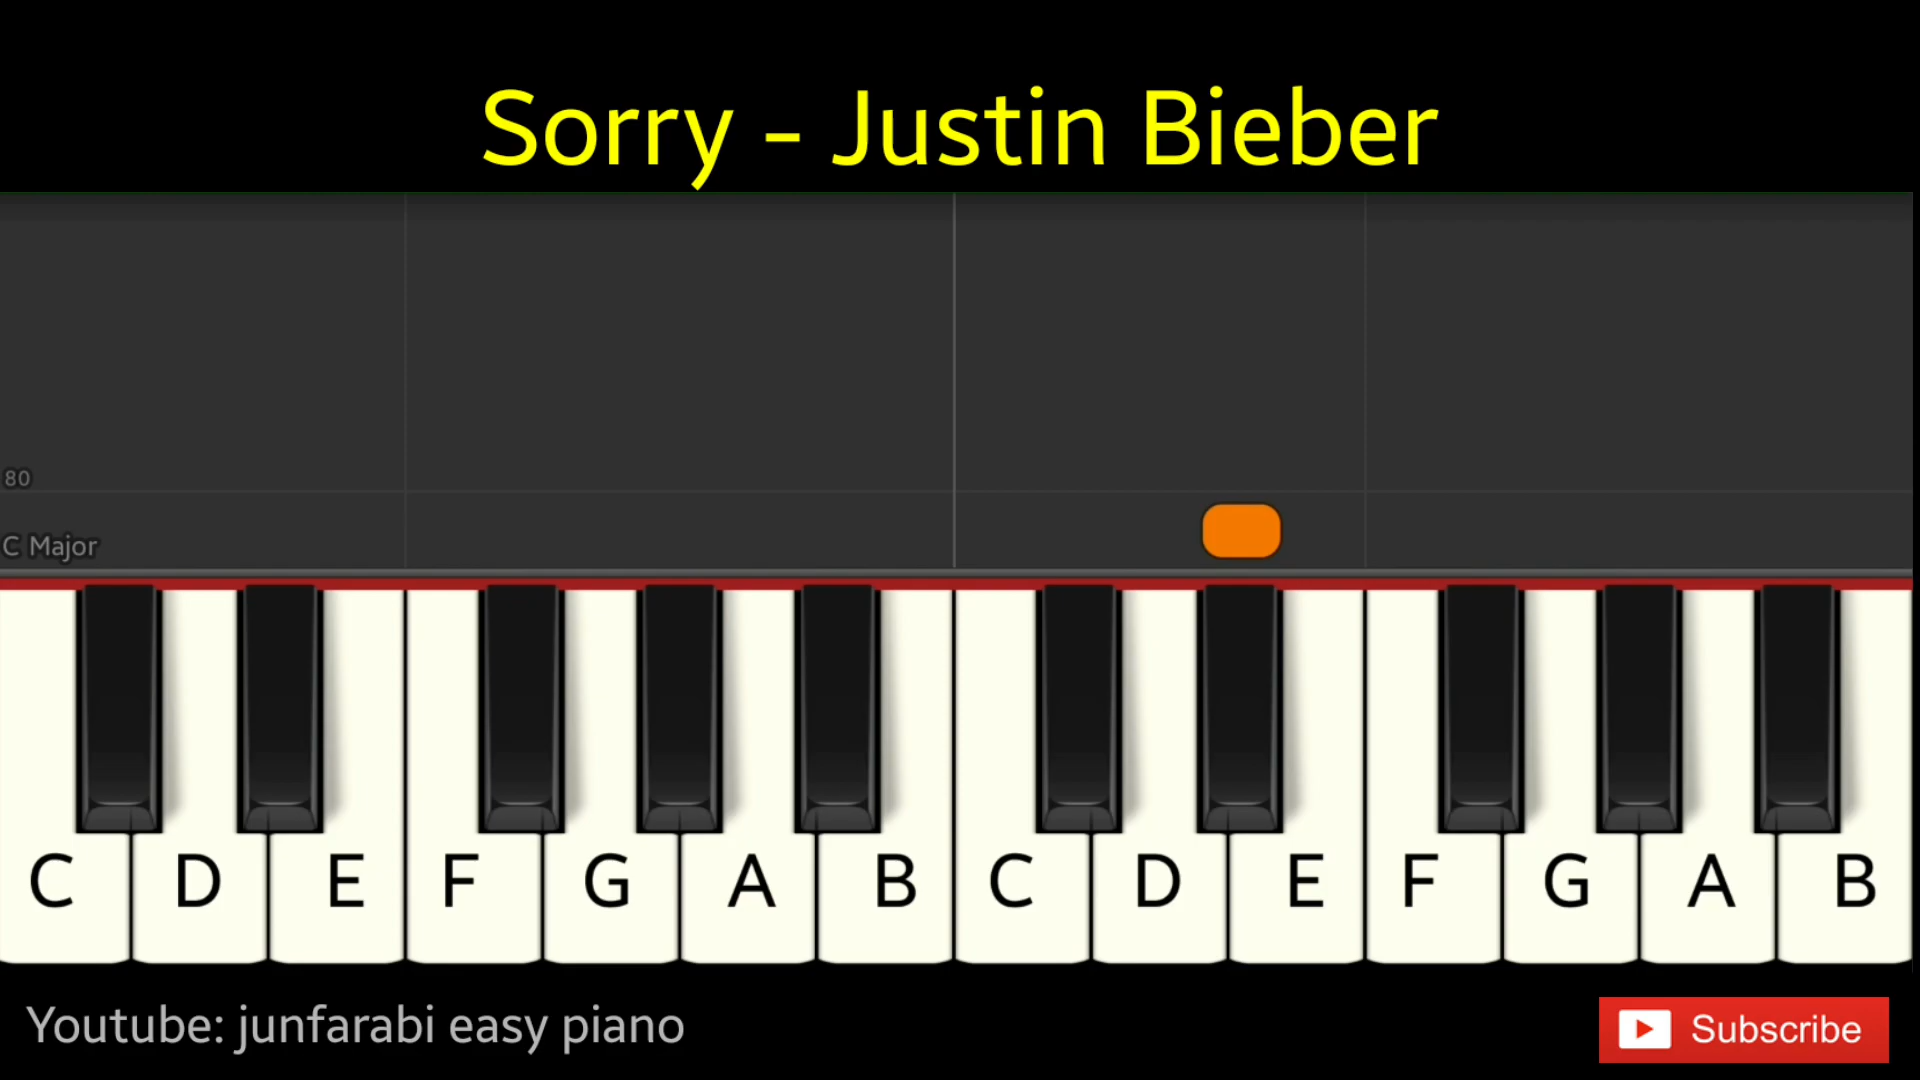 Sorry - Justin Bieber
80
C Major
C D E F G A B C D E F G A B
Youtube: junfarabi easy piano
Subscribe